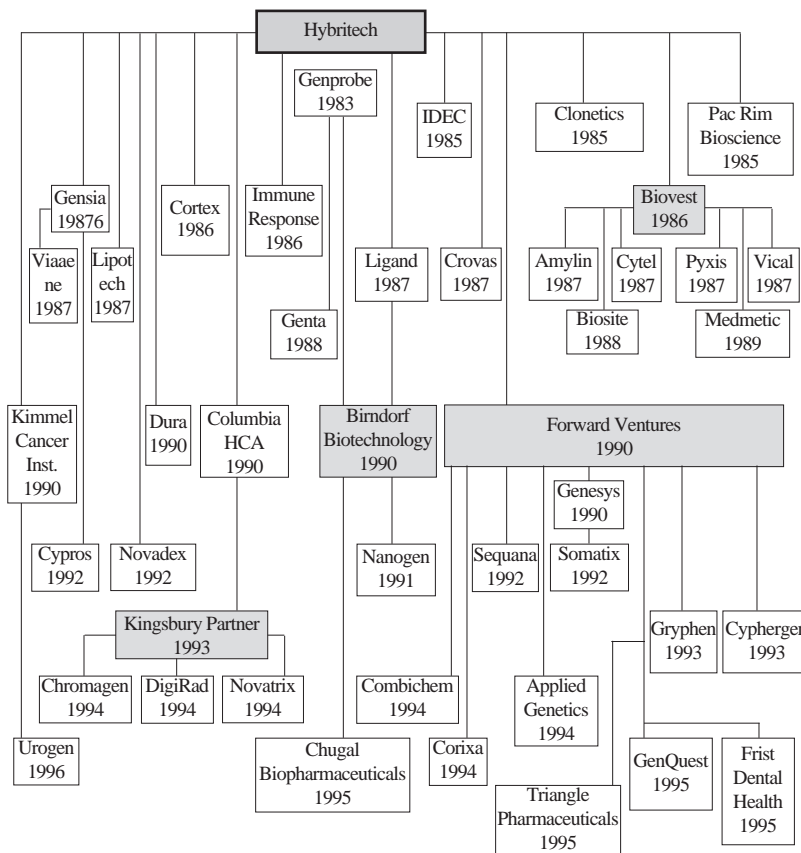 Hybritech
Genprobe
1983
IDEC
1985
Clonetics
1985
Pac Rim
Bioscience
1985
Gensia
19876
Cortex
1986
Immune
Response
1986
Biovest
1986
Viaae
ne
1987
Lipot
ech
1987
Ligand
1987
Crovas
1987
Amylin
1987
Cytel
1987
Pyxis
1987
Vical
1987
Genta
1988
Biosite
1988
Medmetic
1989
Kimmel
Cancer
Inst.
1990
Dura
1990
Columbia
HCA
1990
Birndorf
Biotechnology
1990
Forward Ventures
1990
Genesys
1990
Cypros
1992
Novadex
1992
Nanogen
1991
Sequana
1992
Somatix
1992
Kingsbury Partner
1993
Gryphen
1993
Cyphergen
1993
Chromagen
1994
DigiRad
1994
Novatrix
1994
Combichem
1994
Applied
Genetics
1994
Urogen
1996
Chugal
Biopharmaceuticals
1995
Corixa
1994
GenQuest
1995
Frist
Dental
Health
1995
Triangle
Pharmaceuticals
1995